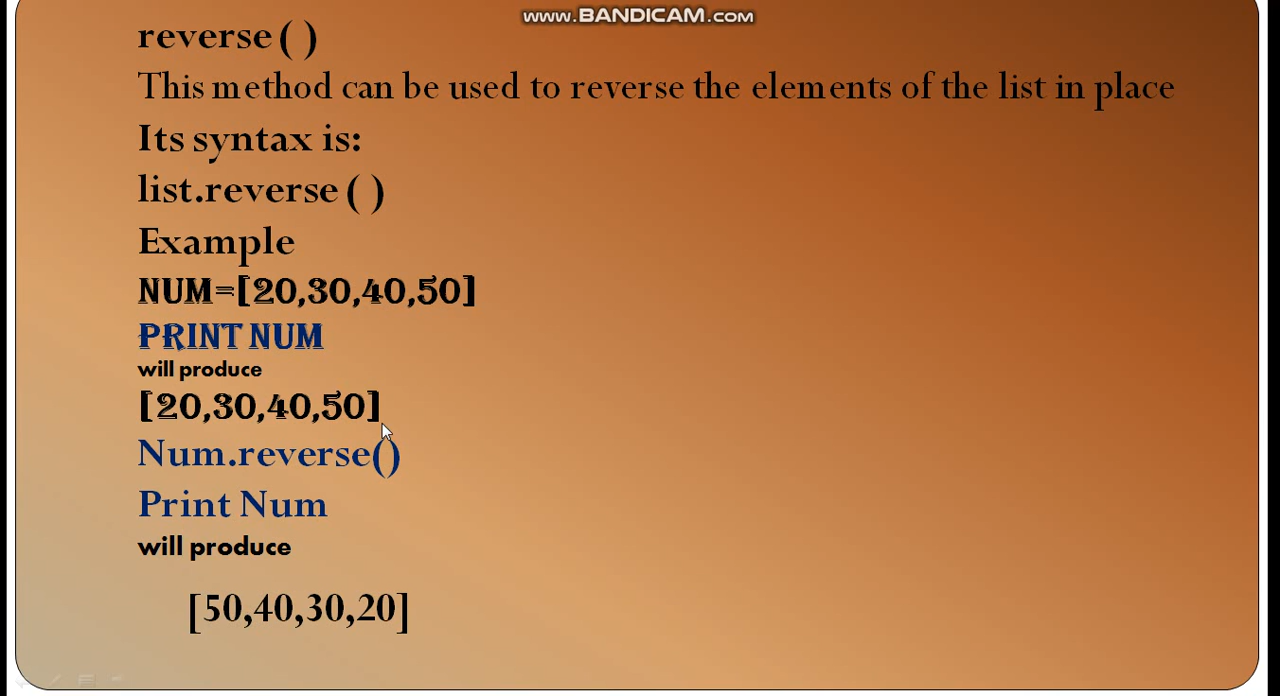 www.BANDICAM.com
reverse ( )
This method can be used to reverse the elements of the list in place
Its syntax is:
list.reverse ( )
Example
NUM=[20,30,40,50]
PRINT NUM
will produce
[20,30,40,50]
Num.reverse()
Print Num
will produce
[50,40,30,20]